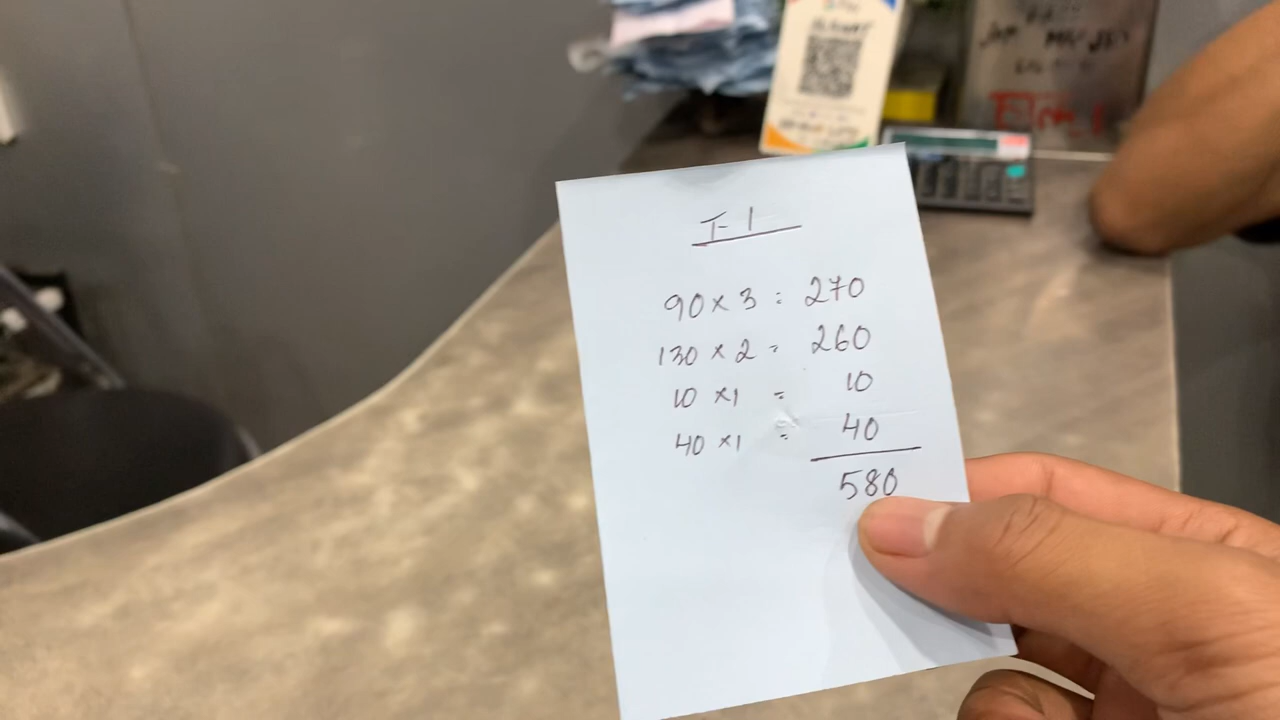 T-1
90 x 3 = 270
130 x 2 = 260
10 x 1 = 10
40 x 1 = 40
580